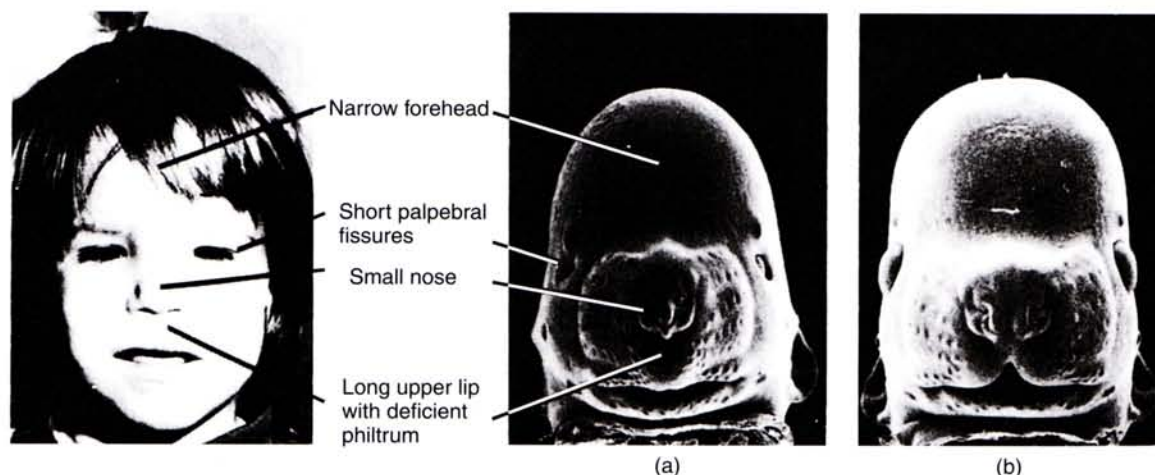 Narrow forehead
Short palpebral
fissures
Small nose
Long upper lip
with deficient
philtrum
(a)
(b)